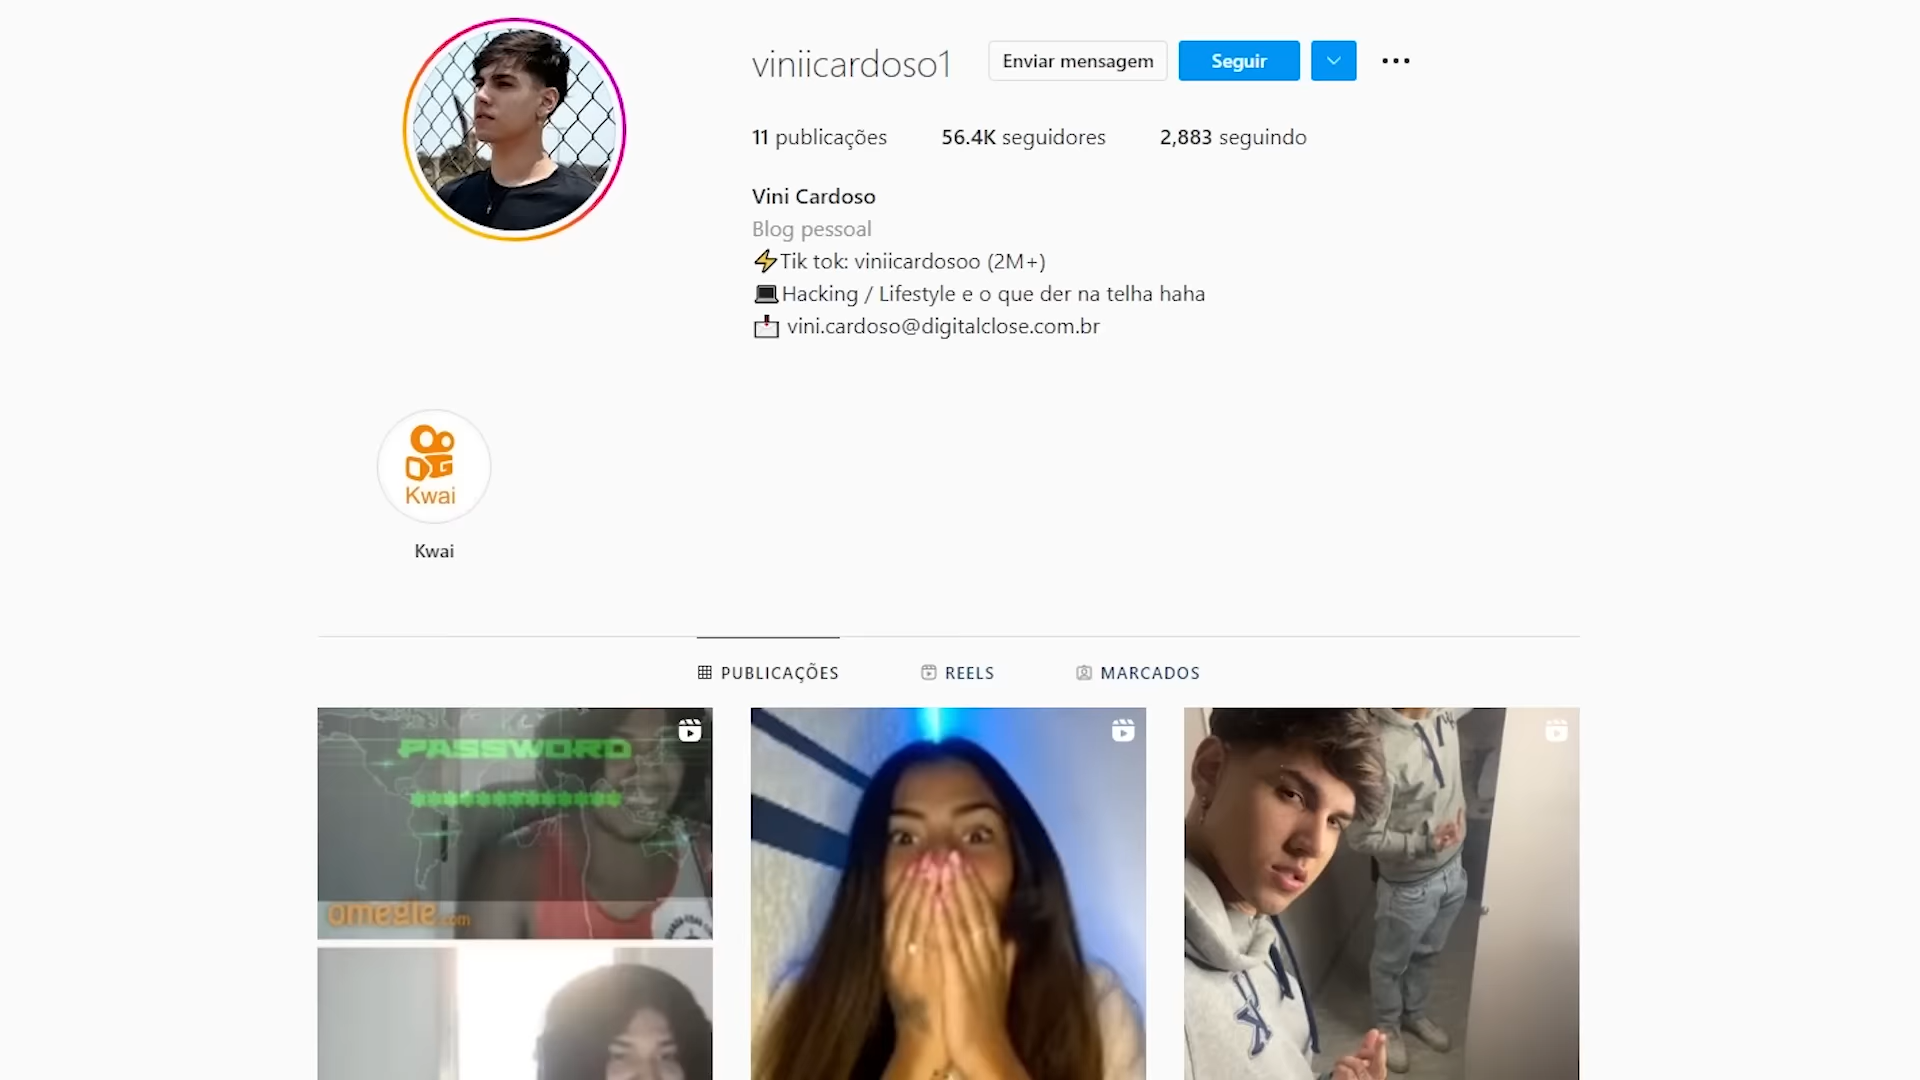 viniicardoso1
Enviar mensagem
Seguir
11 publicações
56.4K seguidores
2,883 seguindo
Vini Cardoso
Blog pessoal
⚡Tik tok: viniicardosoo (2M+)
💻Hacking / Lifestyle e o que der na telha haha
📩 vini.cardoso@digitalclose.com.br
Kwai
Kwai
PUBLICAÇÕES
REELS
MARCADOS
PASSWORD
*************
omegle.com